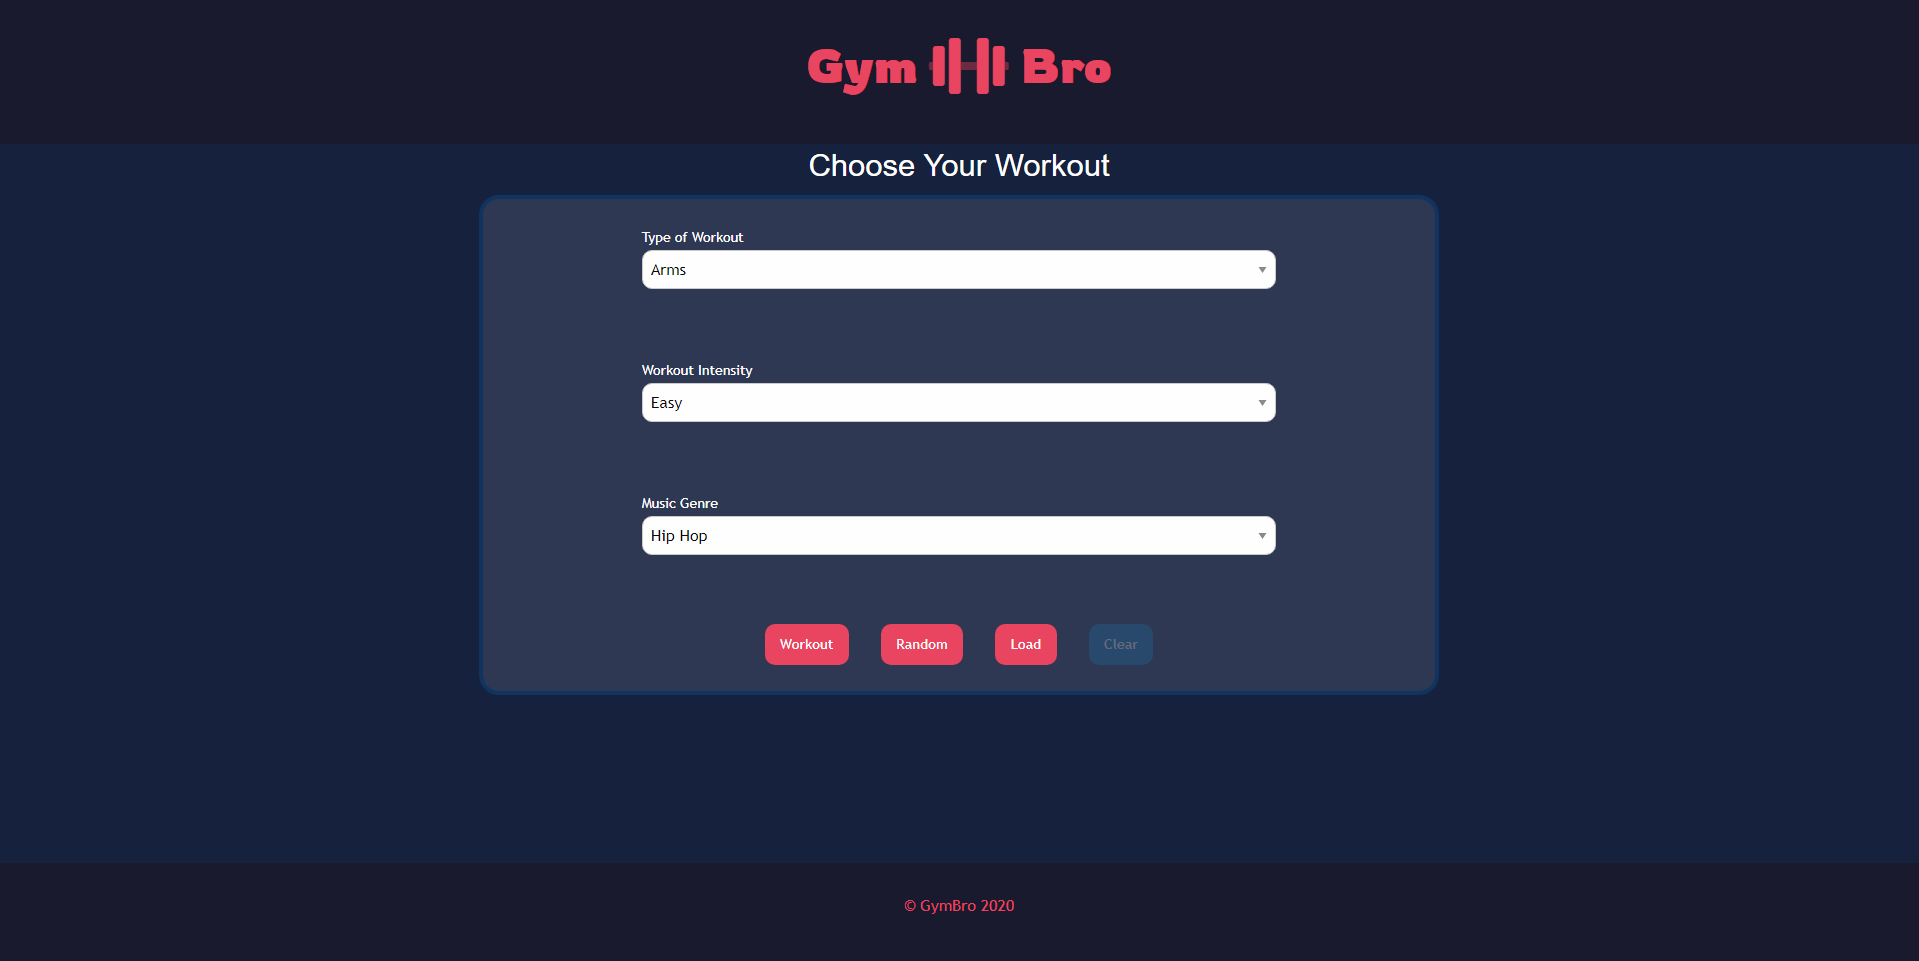 Gym Bro
Choose Your Workout
Type of Workout
Arms
Workout Intensity
Easy
Music Genre
Hip Hop
Workout Random Load Clear
© GymBro 2020